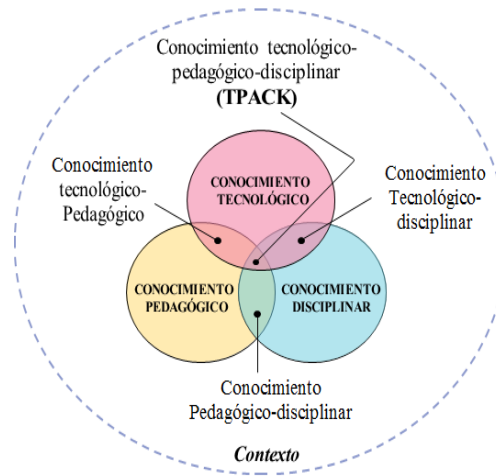 Conocimiento tecnológico-
pedagógico-disciplinar
(TPACK)
Conocimiento
tecnológico-
Pedagógico
Conocimiento
Tecnológico-
disciplinar
CONOCIMIENTO
TECNOLÓGICO
CONOCIMIENTO
PEDAGÓGICO
CONOCIMIENTO
DISCIPLINAR
Conocimiento
Pedagógico-disciplinar
Contexto